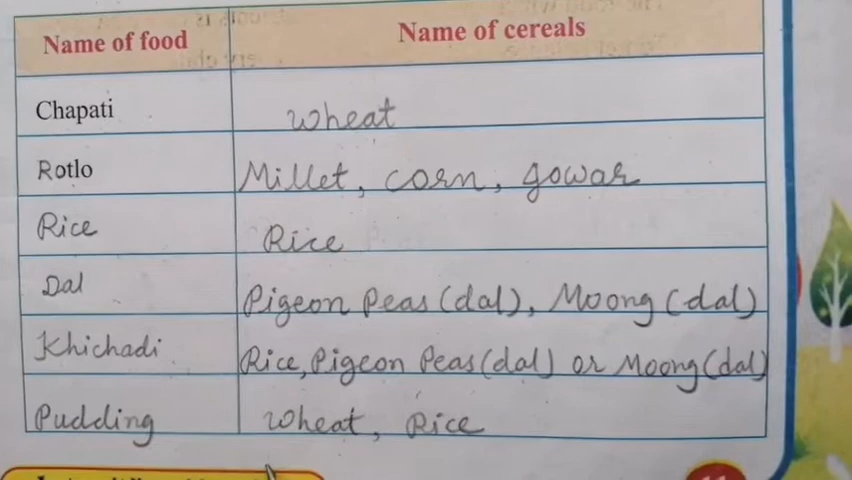 Name of food Name of cereals
Chapati wheat
Rotlo Millet, corn, gowar
Rice Rice
Dal Pigeon Peas (dal), Moong (dal)
Khichadi Rice, Pigeon Peas (dal) or Moong (dal)
Pudding wheat, Rice